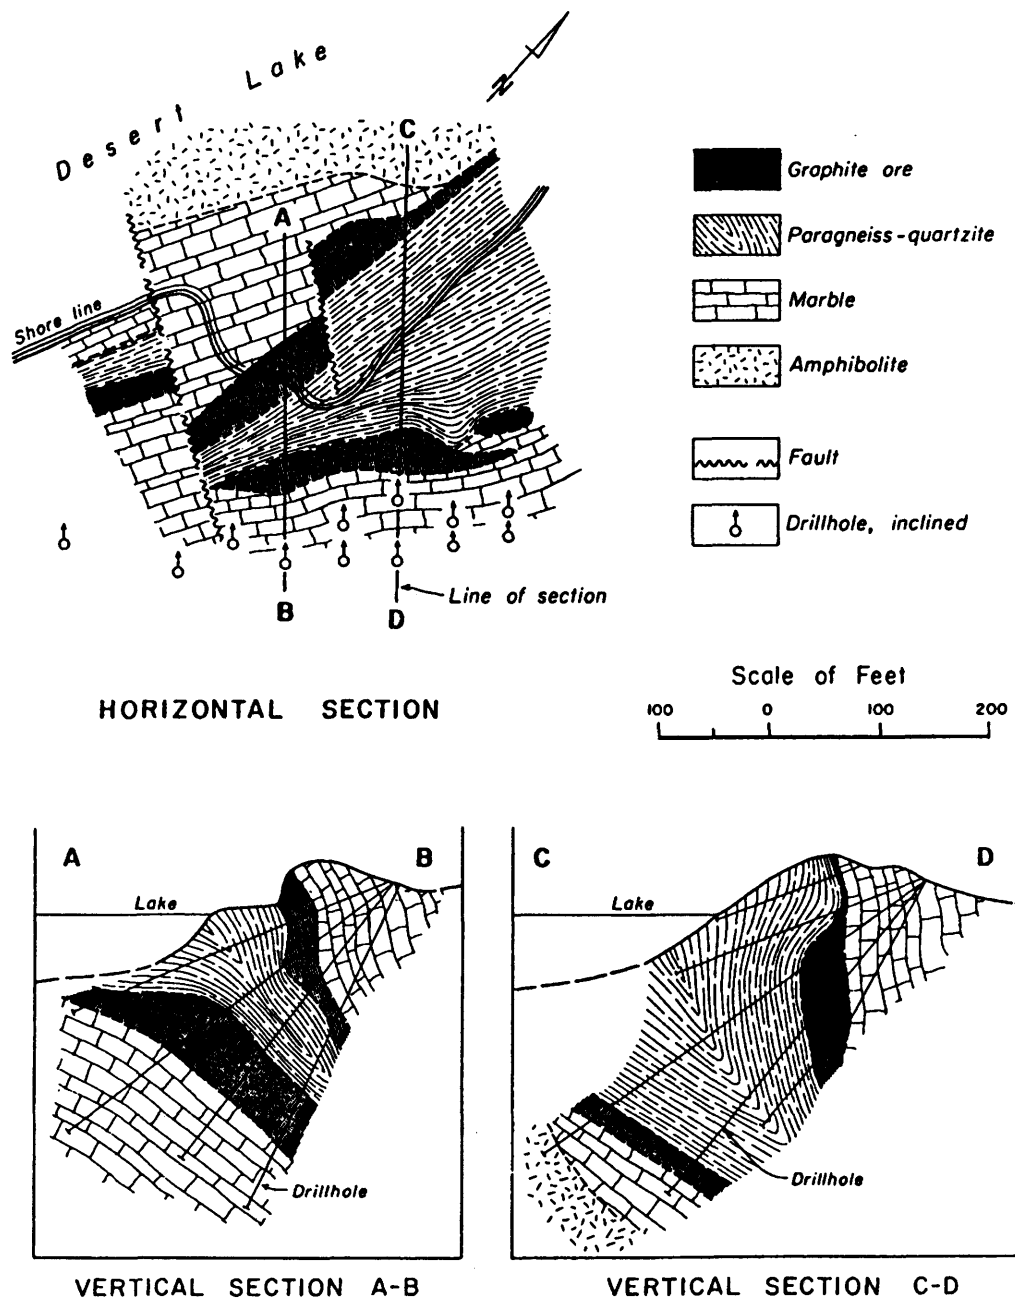 Desert Lake
N
C
A
Shore line
B
D
Line of section
Graphite ore
Paragneiss-quartzite
Marble
Amphibolite
Fault
Drillhole, inclined
HORIZONTAL SECTION
Scale of Feet
100 0 100 200
A B
Lake
Drillhole
VERTICAL SECTION A-B
C D
Lake
Drillhole
VERTICAL SECTION C-D